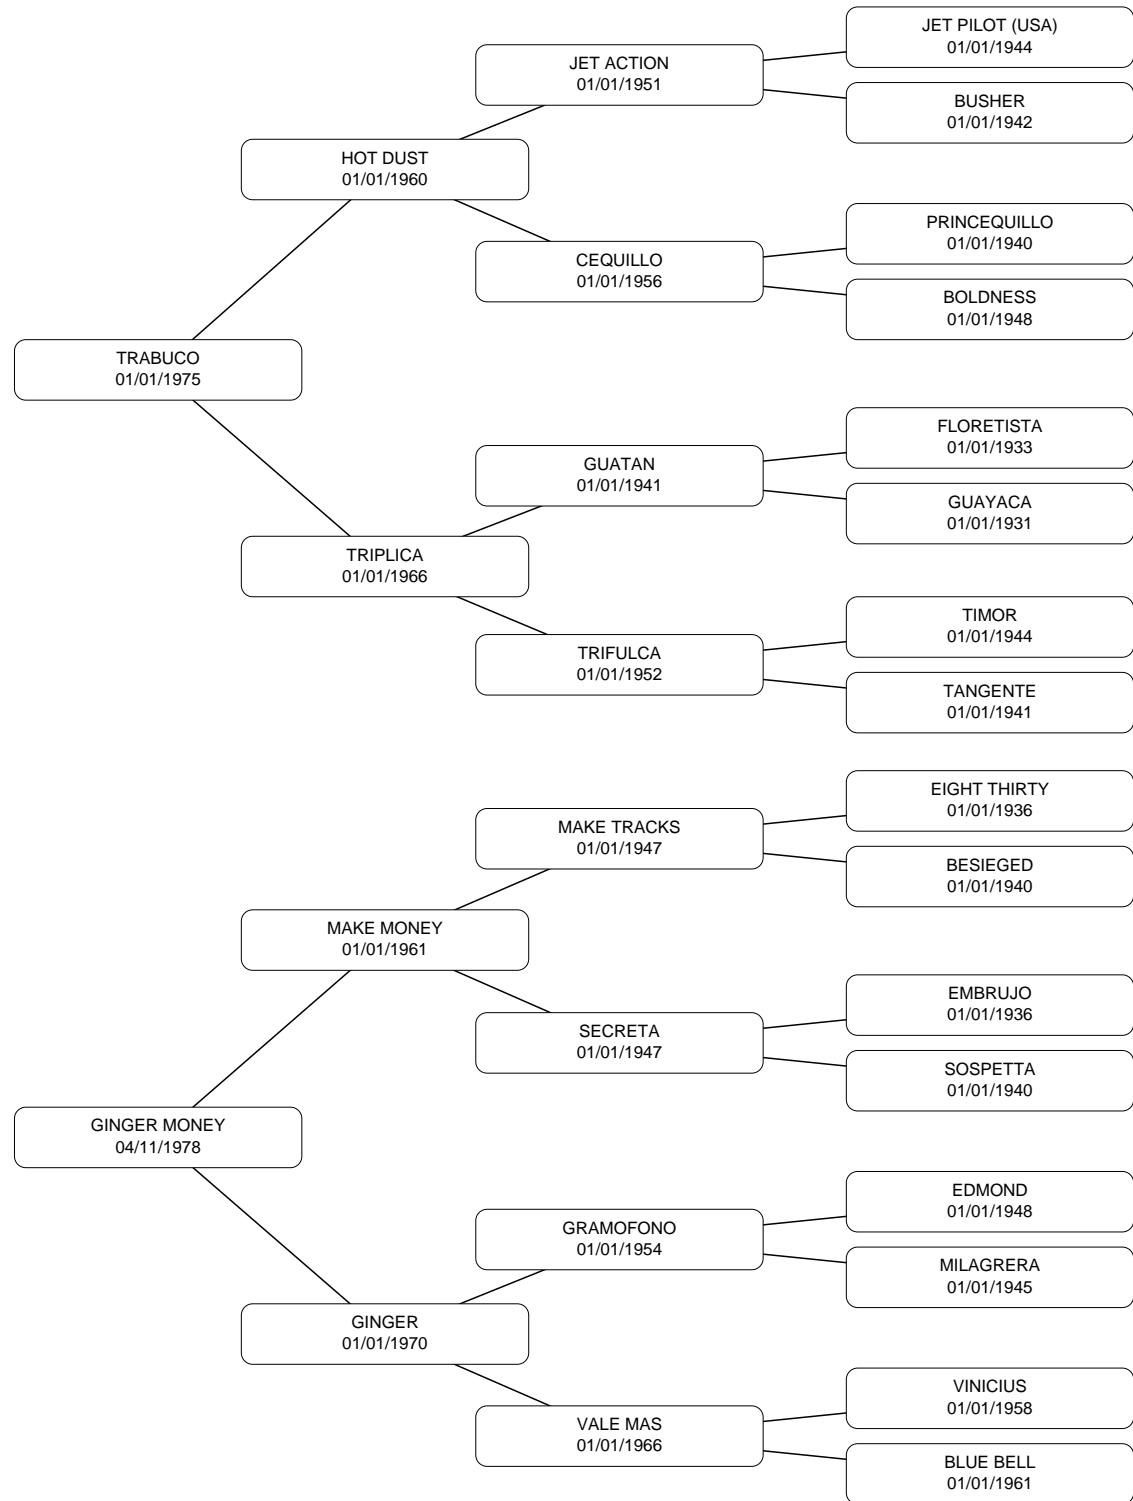 JET PILOT (USA)
01/01/1944
JET ACTION
01/01/1951
BUSHER
01/01/1942
HOT DUST
01/01/1960
PRINCEQUILLO
01/01/1940
CEQUILLO
01/01/1956
BOLDNESS
01/01/1948
TRABUCO
01/01/1975
FLORETISTA
01/01/1933
GUATAN
01/01/1941
GUAYACA
01/01/1931
TRIPLICA
01/01/1966
TIMOR
01/01/1944
TRIFULCA
01/01/1952
TANGENTE
01/01/1941
EIGHT THIRTY
01/01/1936
MAKE TRACKS
01/01/1947
BESIEGED
01/01/1940
MAKE MONEY
01/01/1961
EMBRUJO
01/01/1936
SECRETA
01/01/1947
SOSPETTA
01/01/1940
GINGER MONEY
04/11/1978
EDMOND
01/01/1948
GRAMOFONO
01/01/1954
MILAGRERA
01/01/1945
GINGER
01/01/1970
VINICIUS
01/01/1958
VALE MAS
01/01/1966
BLUE BELL
01/01/1961